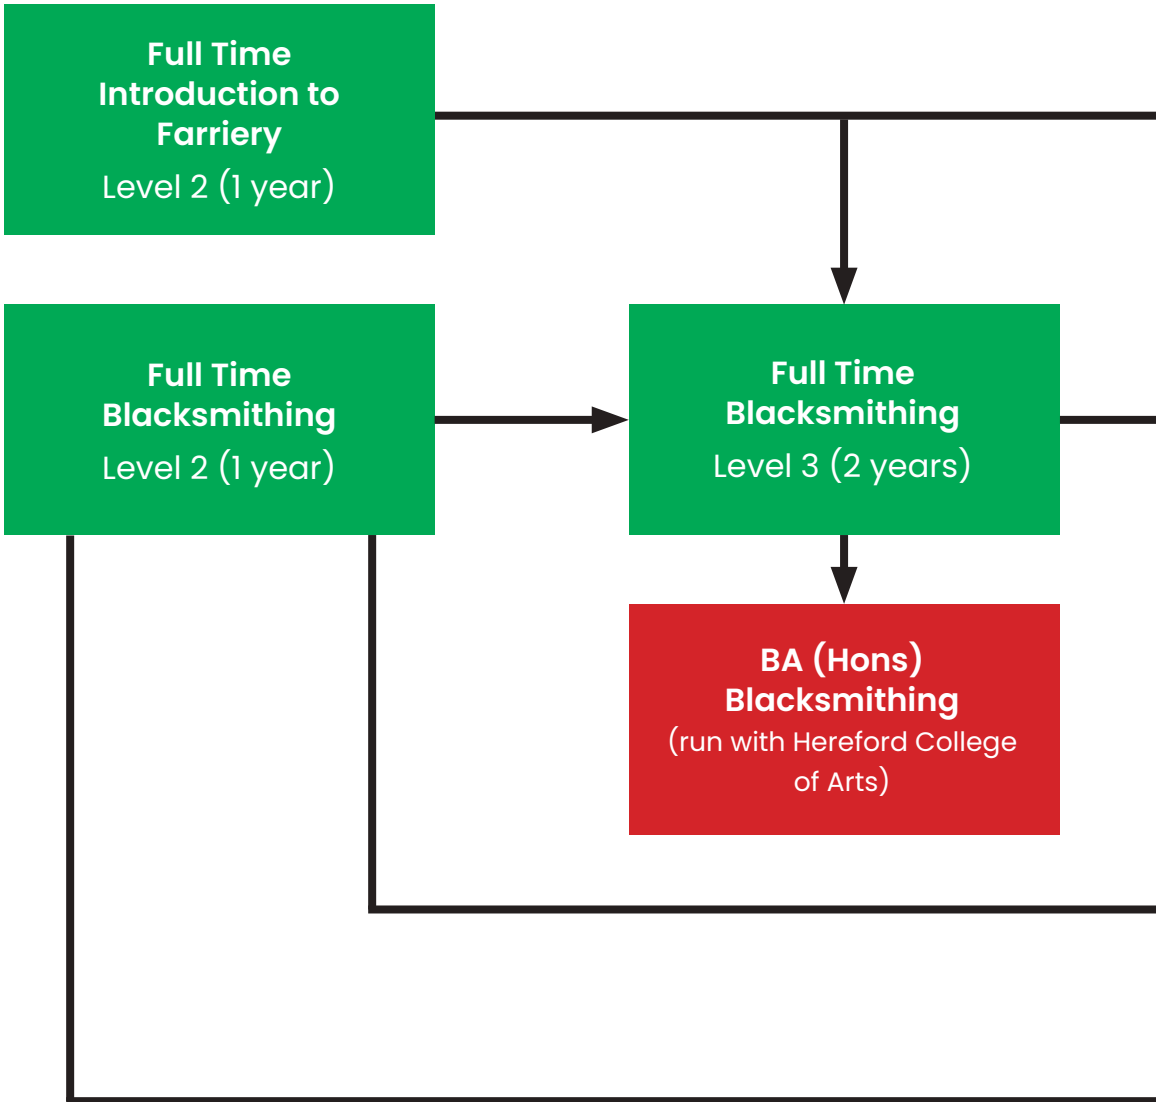 Full Time
Introduction to
Farriery
Level 2 (1 year)
Full Time
Blacksmithing
Level 2 (1 year)
Full Time
Blacksmithing
Level 3 (2 years)
BA (Hons)
Blacksmithing
(run with Hereford College
of Arts)